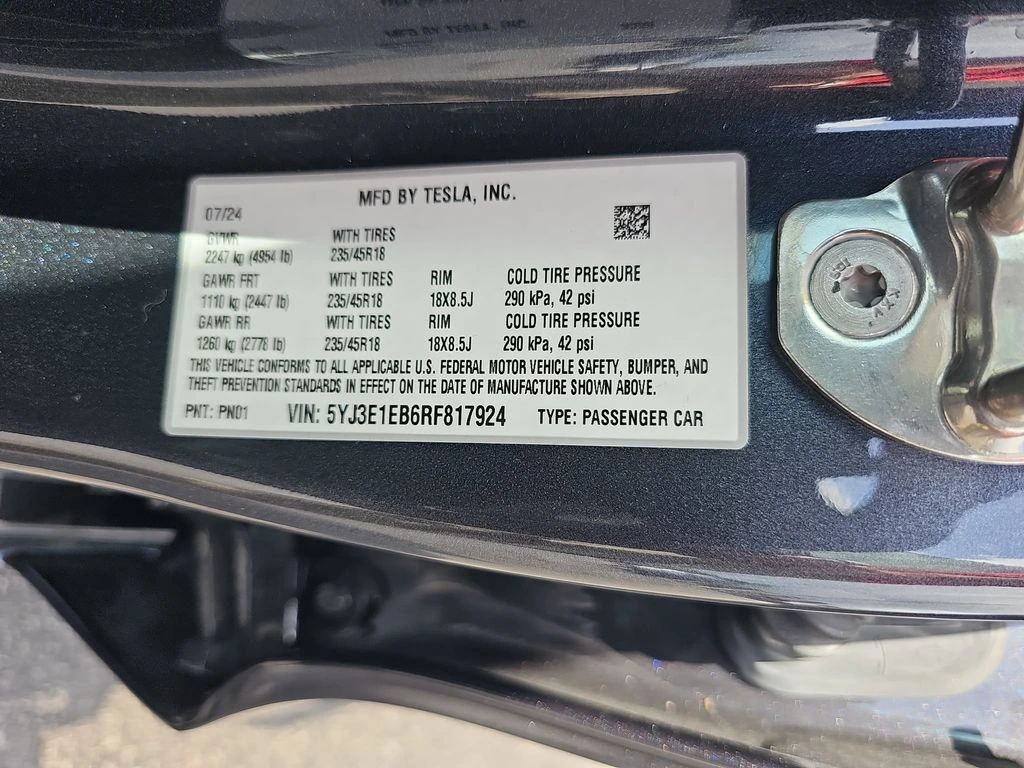 MFD BY TESLA, INC.
MFD BY TESLA, INC.
07/24
GVWR WITH TIRES
2247 kg (4954 lb) 235/45R18
GAWR FRT WITH TIRES RIM COLD TIRE PRESSURE
1110 kg (2447 lb) 235/45R18 18X8.5J 290 kPa, 42 psi
GAWR RR WITH TIRES RIM COLD TIRE PRESSURE
1260 kg (2778 lb) 235/45R18 18X8.5J 290 kPa, 42 psi
THIS VEHICLE CONFORMS TO ALL APPLICABLE U.S. FEDERAL MOTOR VEHICLE SAFETY, BUMPER, AND
THEFT PREVENTION STANDARDS IN EFFECT ON THE DATE OF MANUFACTURE SHOWN ABOVE.
PNT: PN01 VIN: 5YJ3E1EB6RF817924 TYPE: PASSENGER CAR